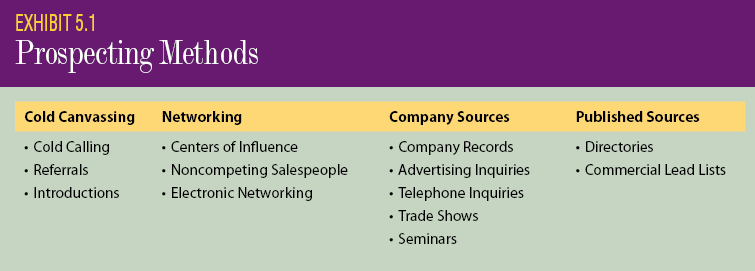 EXHIBIT 5.1
Prospecting Methods
Cold Canvassing Networking Company Sources Published Sources
• Cold Calling • Centers of Influence • Company Records • Directories
• Referrals • Noncompeting Salespeople • Advertising Inquiries • Commercial Lead Lists
• Introductions • Electronic Networking • Telephone Inquiries
• Trade Shows
• Seminars